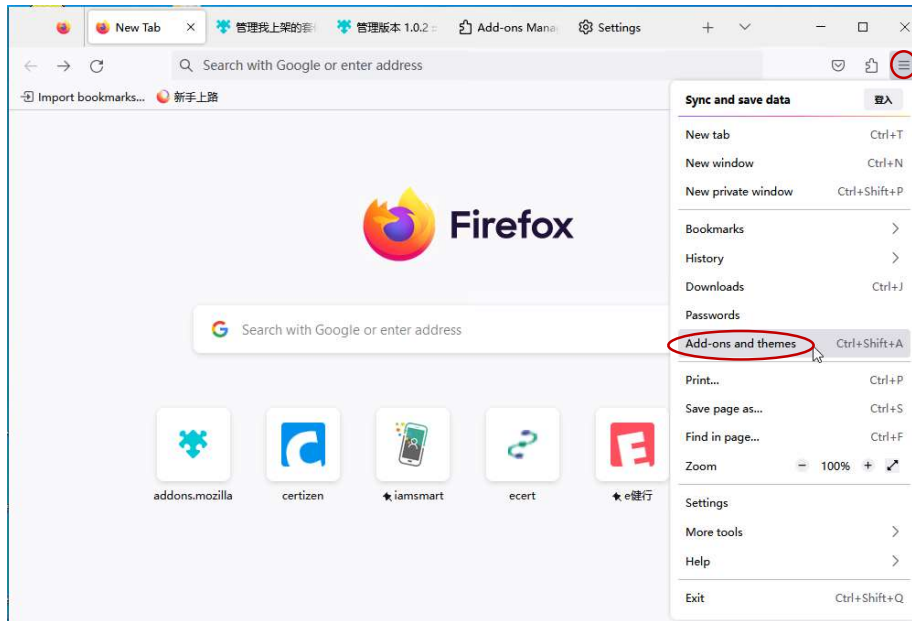 New Tab
管理我上架的套
管理版本 1.0.2
Add-ons Mana
Settings
Search with Google or enter address
Import bookmarks...
新手上路
Sync and save data
登入
New tab Ctrl+T
New window Ctrl+N
New private window Ctrl+Shift+P
Bookmarks
History
Downloads Ctrl+J
Passwords
Add-ons and themes Ctrl+Shift+A
Print... Ctrl+P
Save page as... Ctrl+S
Find in page... Ctrl+F
Zoom − 100% +
Settings
More tools
Help
Exit Ctrl+Shift+Q
Firefox
Search with Google or enter address
addons.mozilla
certizen
iamsmart
ecert
e健行